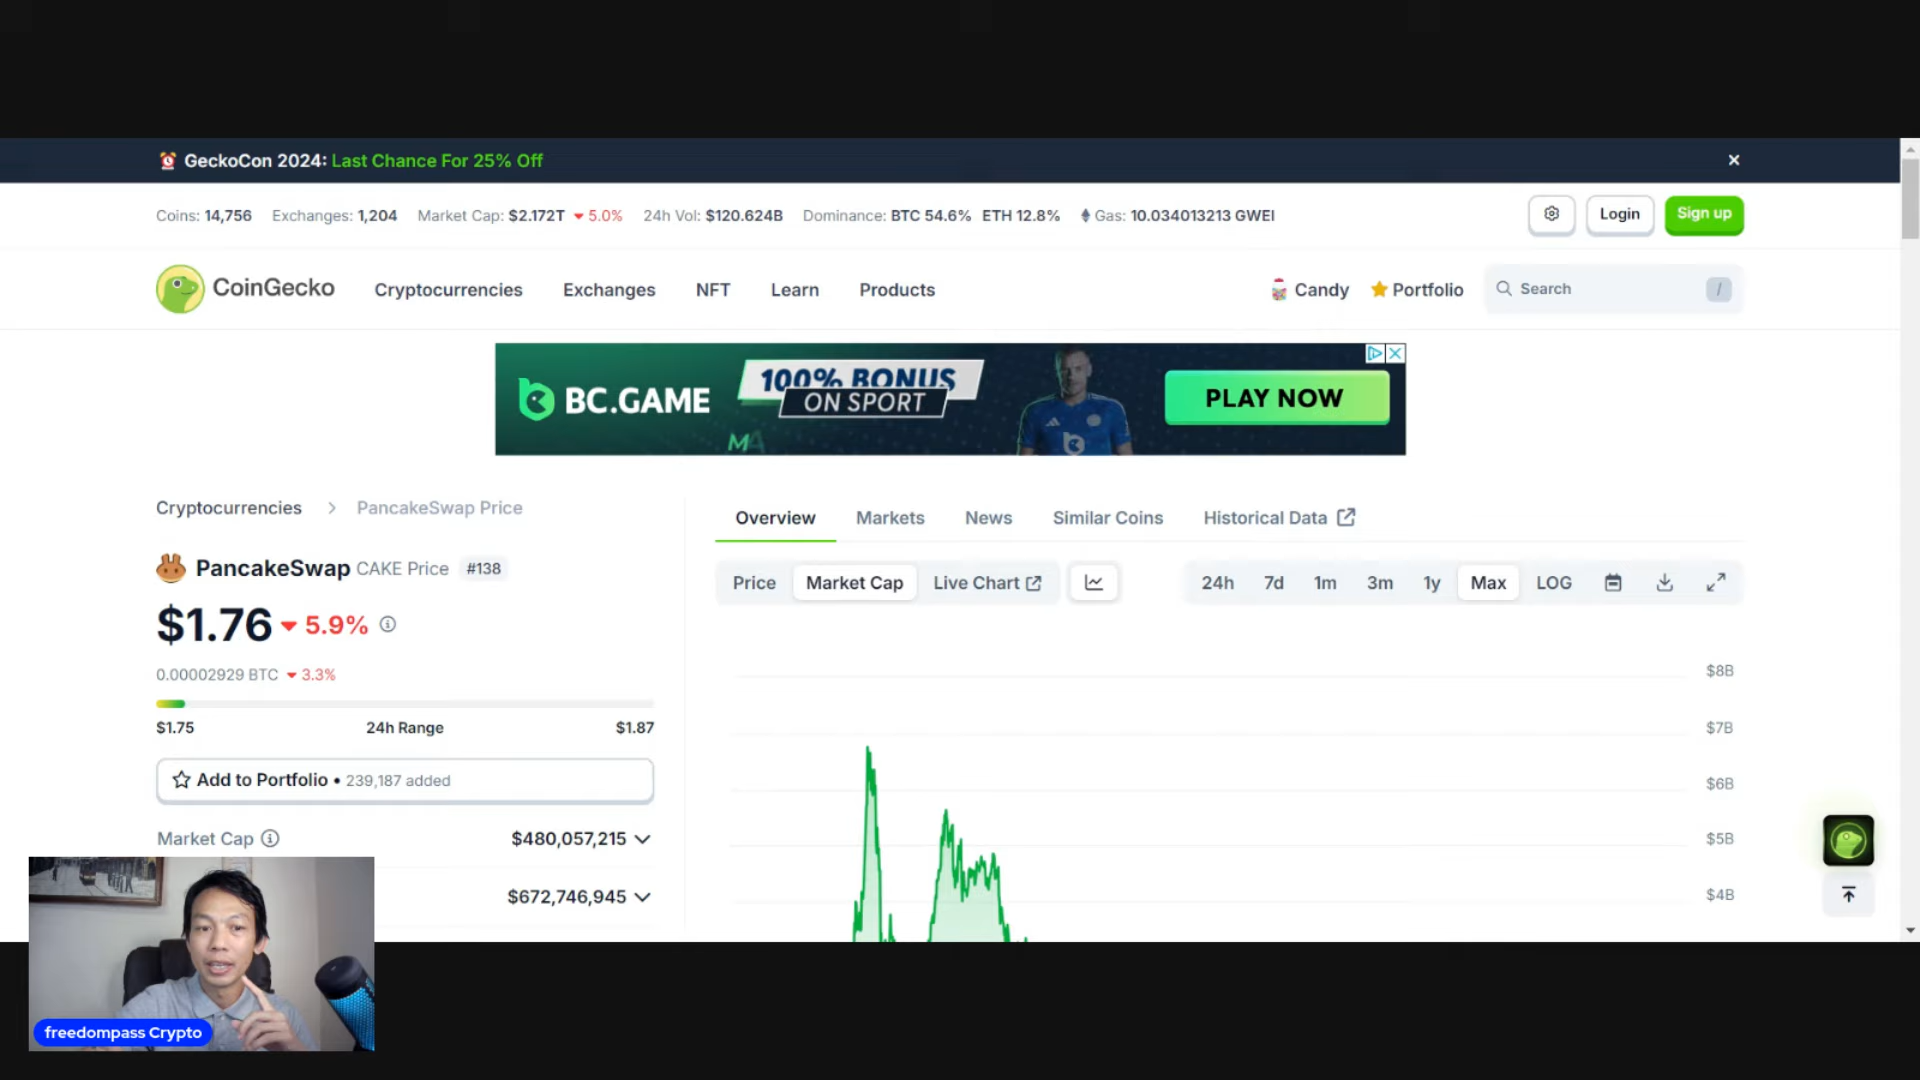 GeckoCon 2024: Last Chance For 25% Off
Coins: 14,756 Exchanges: 1,204 Market Cap: $2.172T 5.0% 24h Vol: $120.624B Dominance: BTC 54.6% ETH 12.8% Gas: 10.034013213 GWEI
Login
Sign up
CoinGecko
Cryptocurrencies Exchanges NFT Learn Products
Candy Portfolio
Search /
BC.GAME
100% BONUS
ON SPORT
MA
PLAY NOW
Cryptocurrencies > PancakeSwap Price
PancakeSwap CAKE Price #138
$1.76 5.9%
0.00002929 BTC 3.3%
$1.75 24h Range $1.87
Add to Portfolio • 239,187 added
Market Cap $480,057,215
$672,746,945
Overview Markets News Similar Coins Historical Data
Price Market Cap Live Chart
24h 7d 1m 3m 1y Max LOG
$8B
$7B
$6B
$5B
$4B
freedompass Crypto